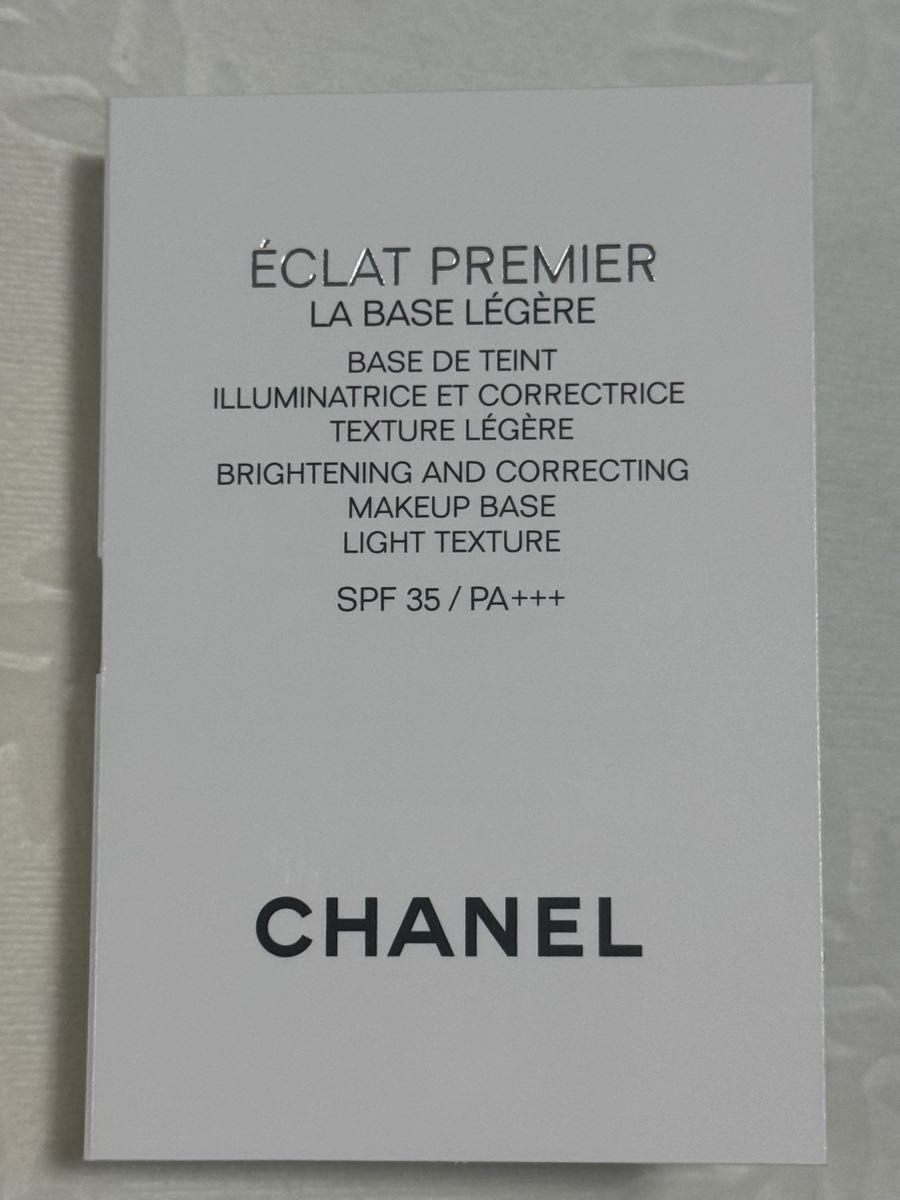 ÉCLAT PREMIER
LA BASE LÉGÈRE
BASE DE TEINT
ILLUMINATRICE ET CORRECTRICE
TEXTURE LÉGÈRE
BRIGHTENING AND CORRECTING
MAKEUP BASE
LIGHT TEXTURE
SPF 35 / PA+++
CHANEL